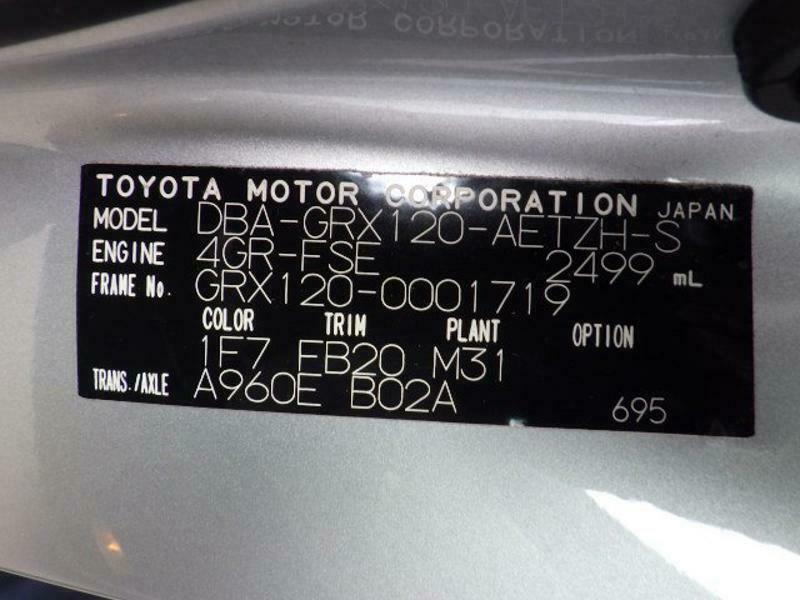 TOYOTA MOTOR CORPORATION JAPAN
MODEL DBA-GRX120-AETZH-S
ENGINE 4GR-FSE 2499 mL
FRAME No. GRX120-0001719
COLOR TRIM PLANT OPTION
1F7 FB20 M31
TRANS./AXLE A960E B02A 695